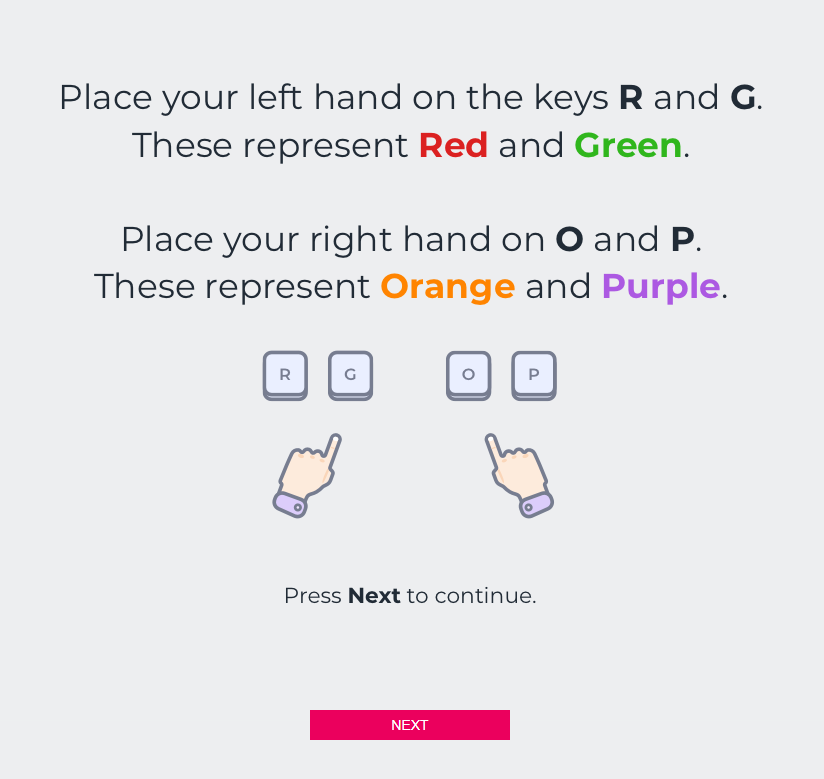 Place your left hand on the keys R and G.
These represent Red and Green.
Place your right hand on O and P.
These represent Orange and Purple.
R G O P
Press Next to continue.
NEXT